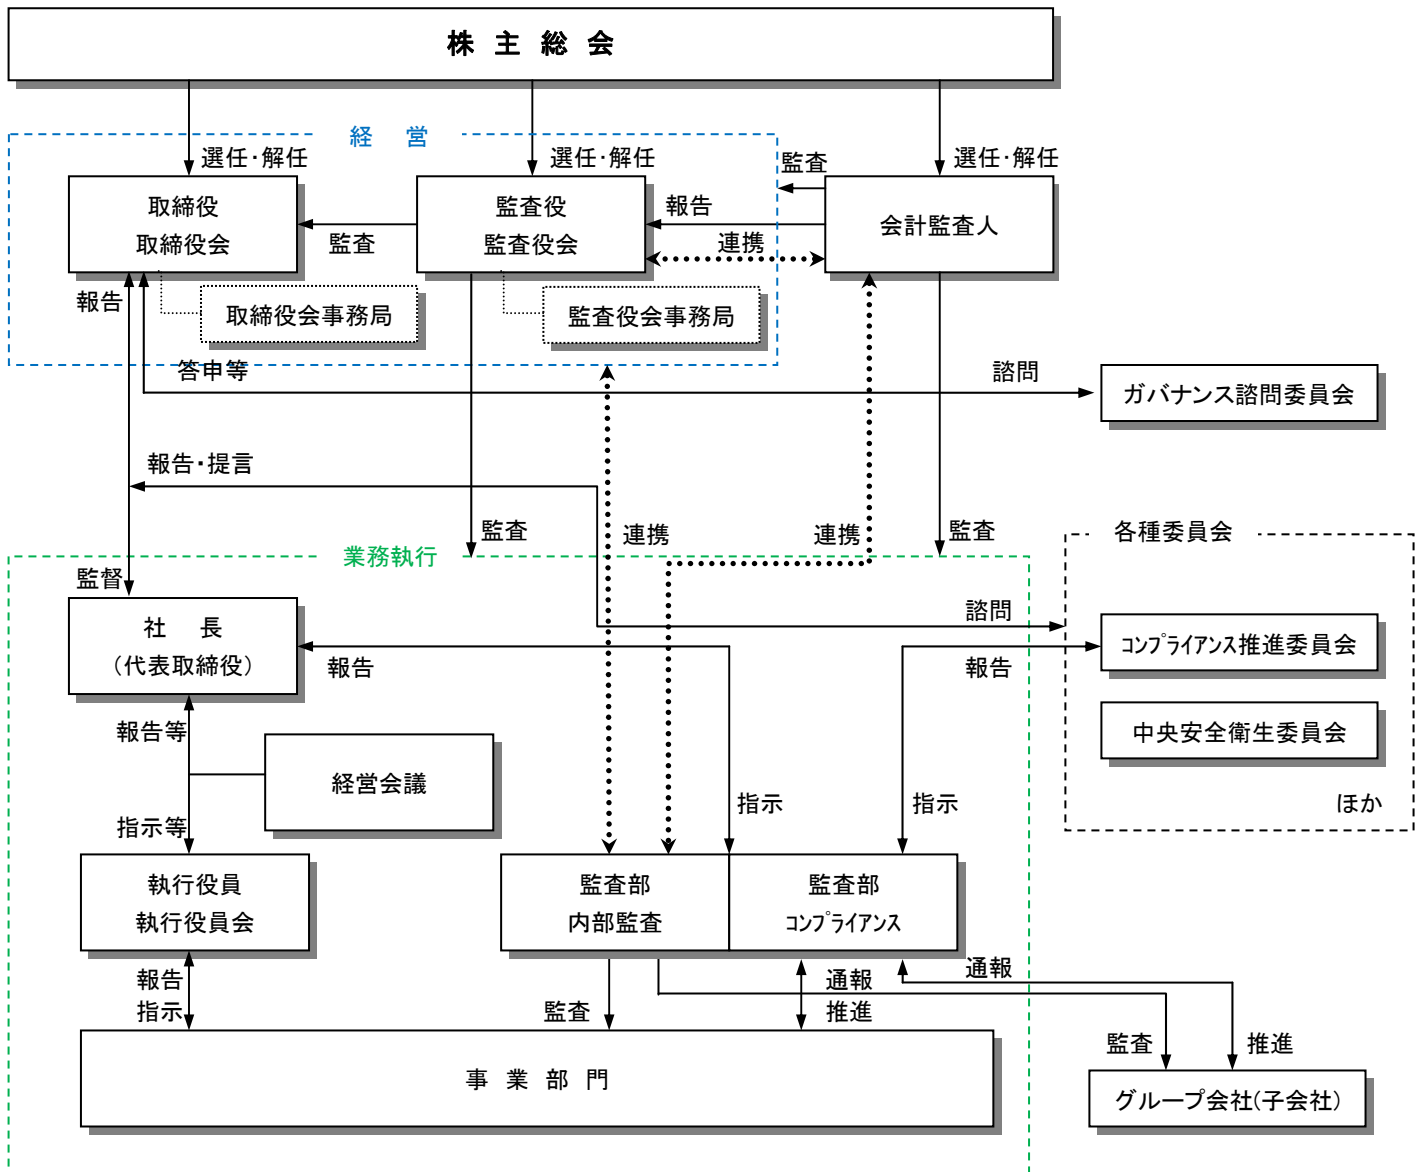 株 主 総 会
経 営
選任・解任
選任・解任
監査
選任・解任
取締役
取締役会
監査
監査役
監査役会
報告
連携
会計監査人
報告
取締役会事務局
監査役会事務局
答申等
諮問
ガバナンス諮問委員会
報告・提言
監査
連携
連携
監査
各種委員会
業務執行
監督
社 長
(代表取締役)
報告
諮問
報告
コンプライアンス推進委員会
中央安全衛生委員会
ほか
報告等
経営会議
指示等
指示
指示
執行役員
執行役員会
監査部
内部監査
監査部
コンプライアンス
報告
指示
監査
通報
推進
通報
監査
推進
事 業 部 門
グループ会社(子会社)